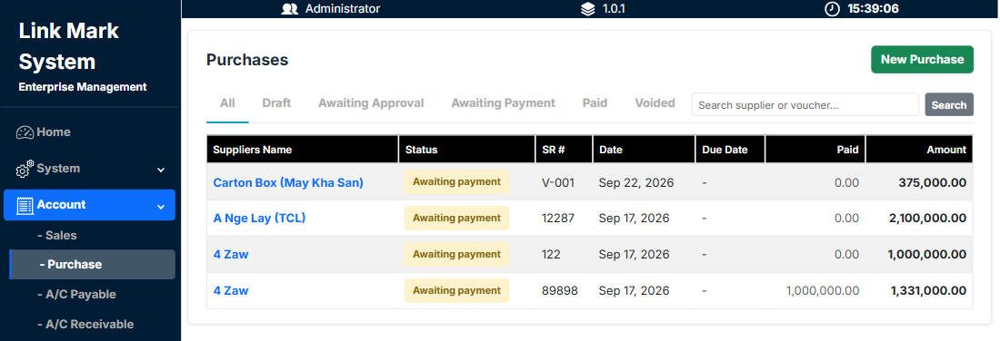 Administrator 1.0.1 15:39:06
Link Mark
System
Enterprise Management
Home
System
Account
- Sales
- Purchase
- A/C Payable
- A/C Receivable
Purchases New Purchase
All Draft Awaiting Approval Awaiting Payment Paid Voided Search supplier or voucher... Search
Suppliers Name Status SR # Date Due Date Paid Amount
Carton Box (May Kha San) Awaiting payment V-001 Sep 22, 2026 - 0.00 375,000.00
A Nge Lay (TCL) Awaiting payment 12287 Sep 17, 2026 - 0.00 2,100,000.00
4 Zaw Awaiting payment 122 Sep 17, 2026 - 0.00 1,000,000.00
4 Zaw Awaiting payment 89898 Sep 17, 2026 - 1,000,000.00 1,331,000.00